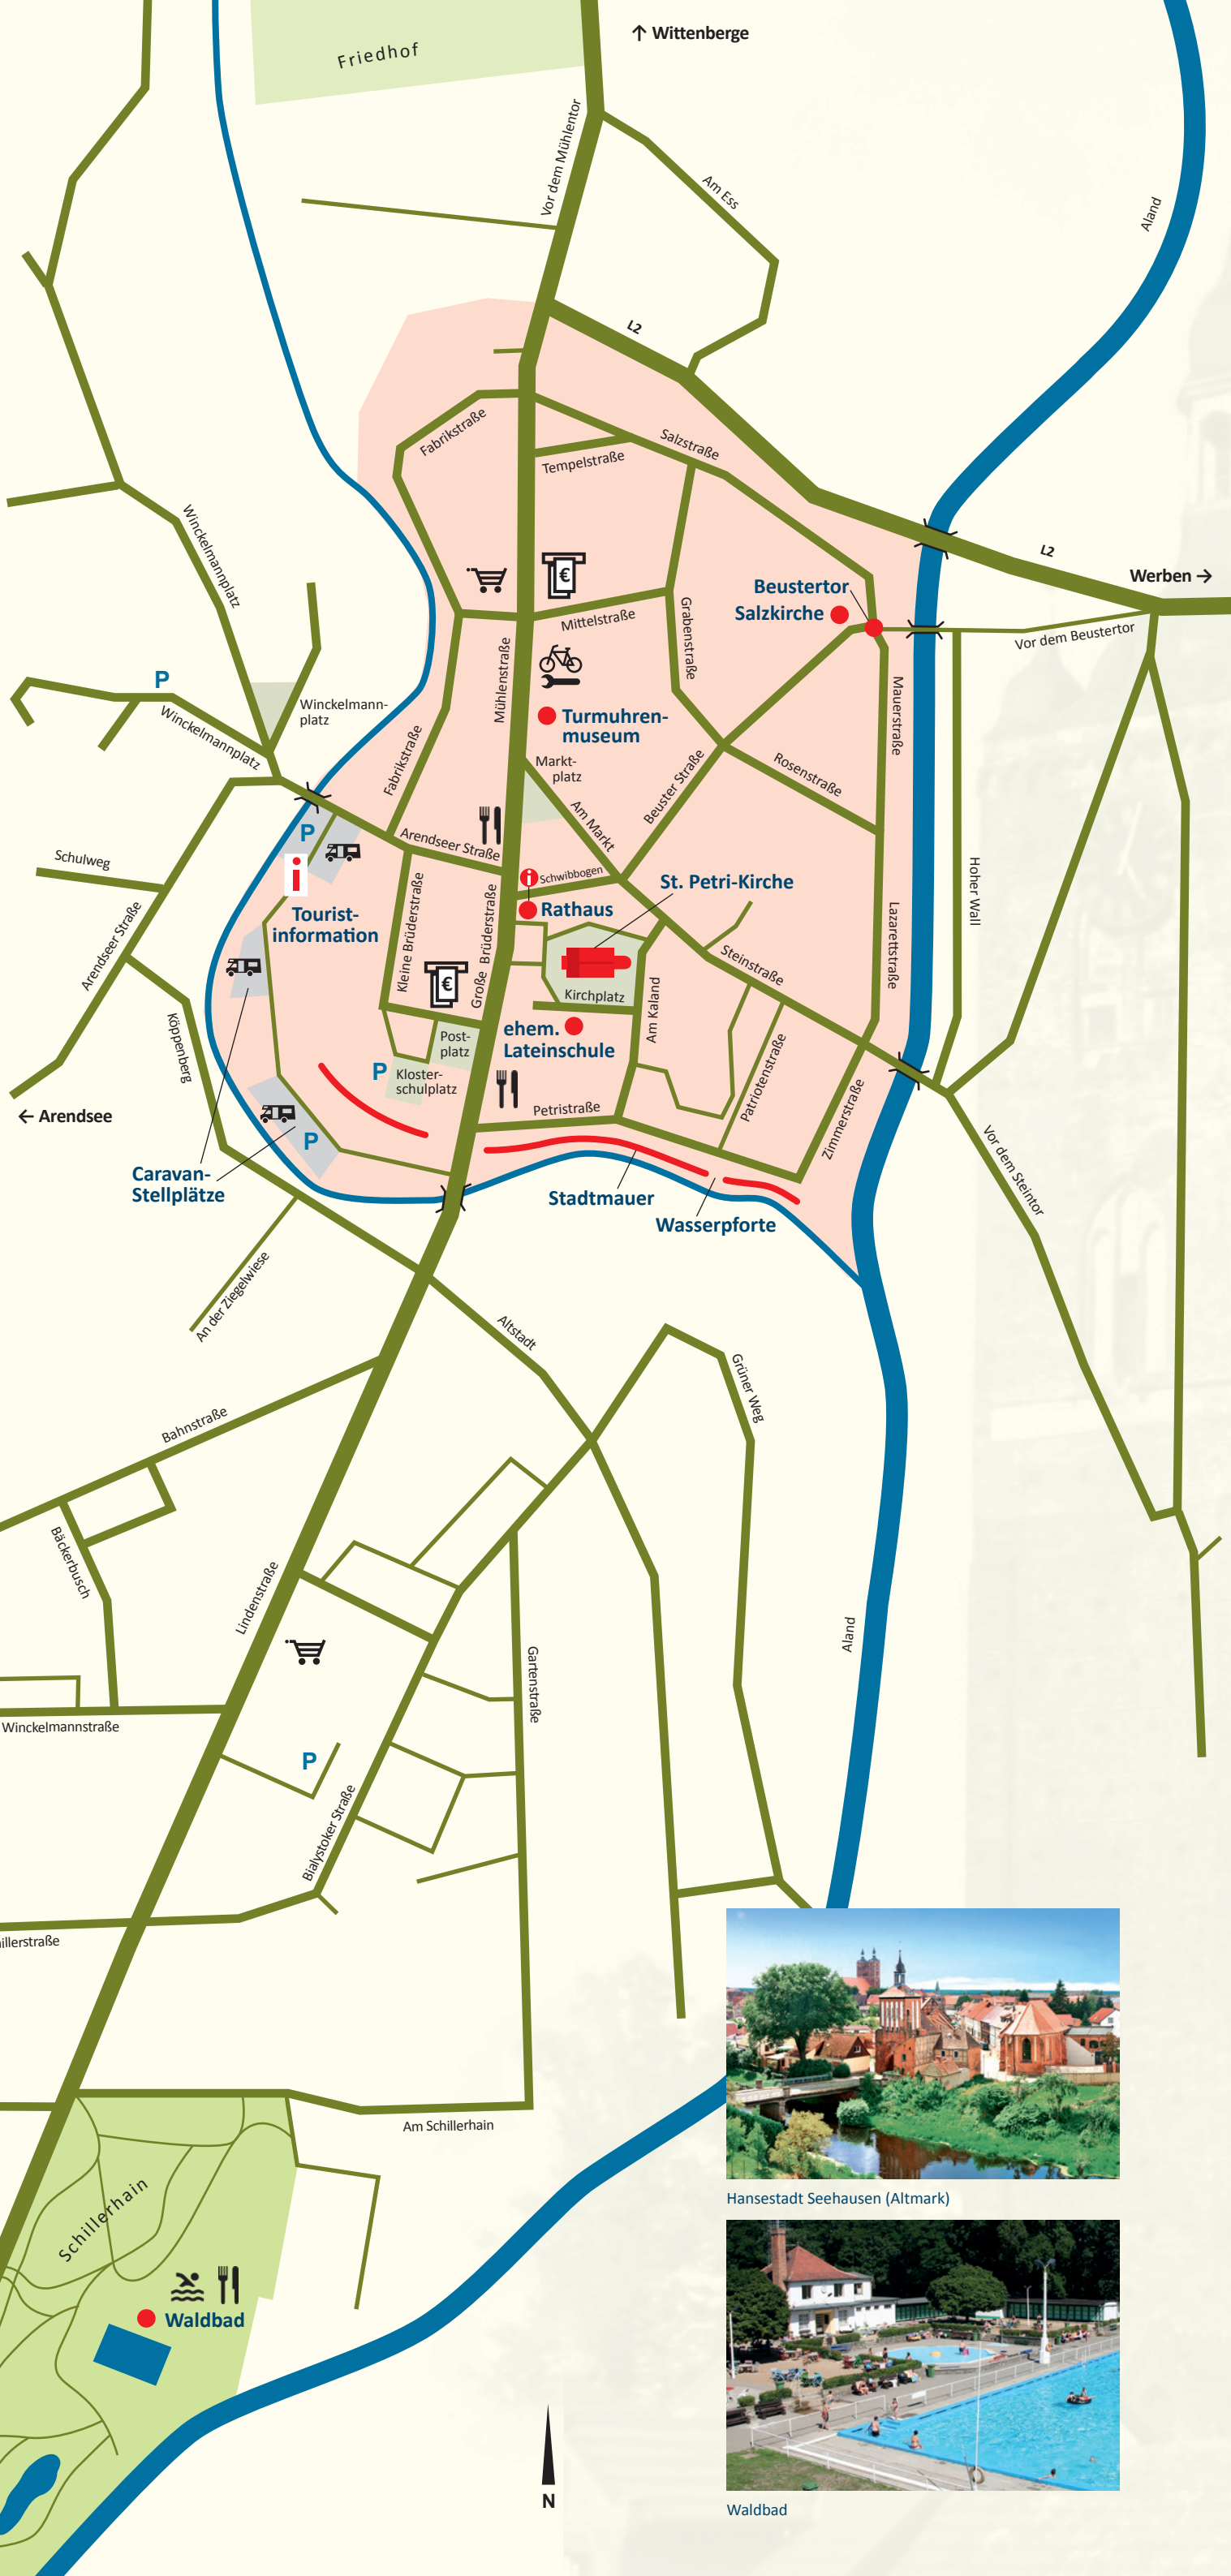 ↑ Wittenberge
Friedhof
Vor dem Mühlentor
Am Ess
Aland
L2
Fabrikstraße
Salzstraße
Tempelstraße
Winckelmannplatz
L2
Werben →
Beustertor
Salzkirche
€
Mittelstraße
Grabenstraße
Vor dem Beustertor
Mühlenstraße
P
Winckelmann-
platz
Winckelmannplatz
Mauerstraße
Turmuhren-
museum
Markt-
platz
Fabrikstraße
Rosenstraße
Beuster Straße
Am Markt
P
Arendseer Straße
Schulweg
i
Schwibbogen
St. Petri-Kirche
Hoher Wall
Rathaus
Tourist-
information
Kleine Brüderstraße
Große Brüderstraße
Lazarettstraße
Arendseer Straße
Steinstraße
€
Kirchplatz
Am Kaland
ehem.
Lateinschule
Köppenberg
Post-
platz
P
Kloster-
schulplatz
Patriotenstraße
← Arendsee
Petristraße
Zimmerstraße
P
Vor dem Steintor
Caravan-
Stellplätze
Stadtmauer
Wasserpforte
An der Ziegelwiese
Altstadt
Grüner Weg
Bahnstraße
Bäckerbusch
Lindenstraße
Aland
Gartenstraße
Winckelmannstraße
P
Bialystoker Straße
illerstraße
Am Schillerhain
Schillerhain
Hansestadt Seehausen (Altmark)
Waldbad
N
Waldbad